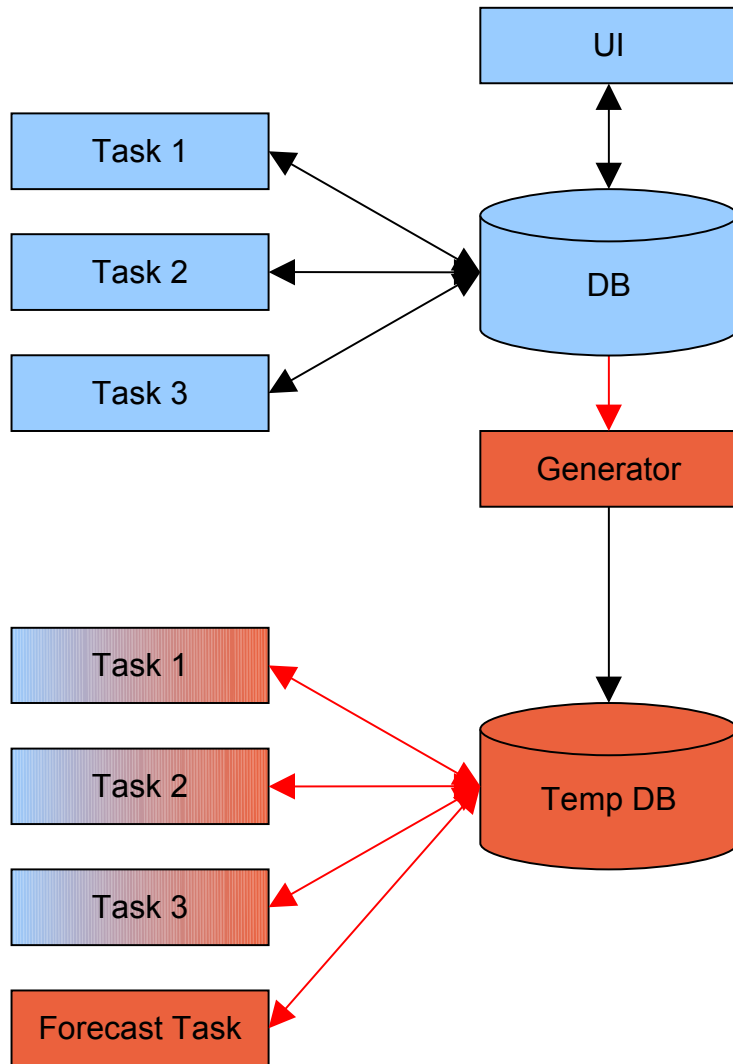 UI
Task 1
Task 2
DB
Task 3
Generator
Task 1
Task 2
Temp DB
Task 3
Forecast Task